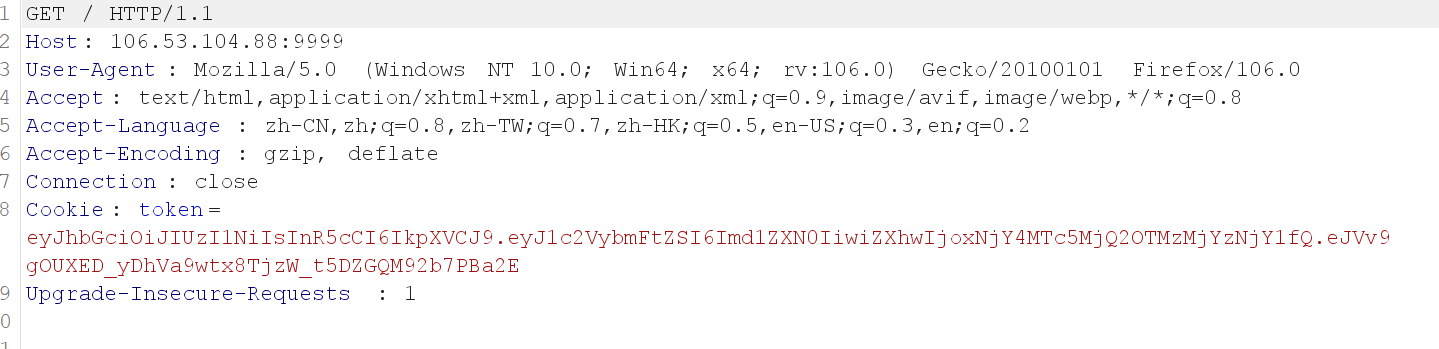 1 GET / HTTP/1.1
2 Host: 106.53.104.88:9999
3 User-Agent: Mozilla/5.0 (Windows NT 10.0; Win64; x64; rv:106.0) Gecko/20100101 Firefox/106.0
4 Accept: text/html,application/xhtml+xml,application/xml;q=0.9,image/avif,image/webp,*/*;q=0.8
5 Accept-Language: zh-CN,zh;q=0.8,zh-TW;q=0.7,zh-HK;q=0.5,en-US;q=0.3,en;q=0.2
6 Accept-Encoding: gzip, deflate
7 Connection: close
8 Cookie: token=
eyJhbGciOiJIUzI1NiIsInR5cCI6IkpXVCJ9.eyJ1c2VybmFtZSI6Imd1ZXN0IiwiZXhwIjoxNjY4MTc5MjQ2OTMzMjYzNjY1fQ.eJVv9
gOUXED_yDhVa9wtx8TjzW_t5DZGQM92b7PBa2E
9 Upgrade-Insecure-Requests: 1
0